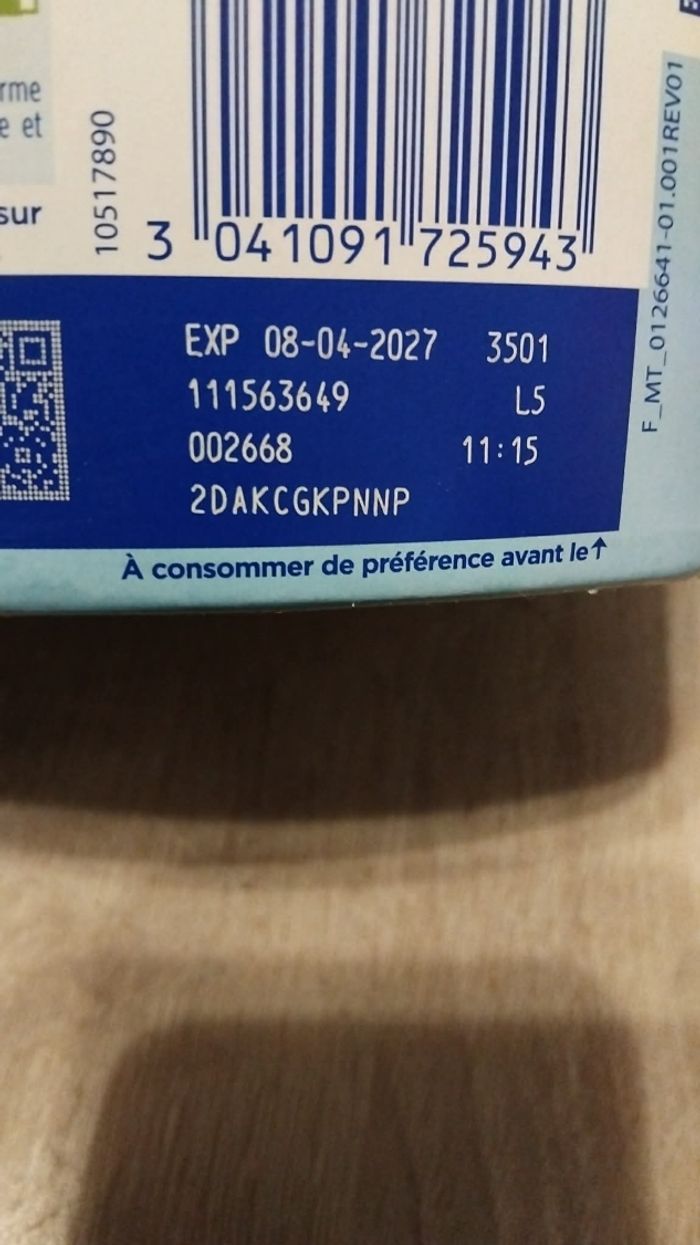 rme
e et
sur
10517890
3 041091 725943
F_MT_0126641-01.001REV01
EXP 08-04-2027 3501
111563649 L5
002668 11:15
2DAKCGKPNNP
À consommer de préférence avant le↑